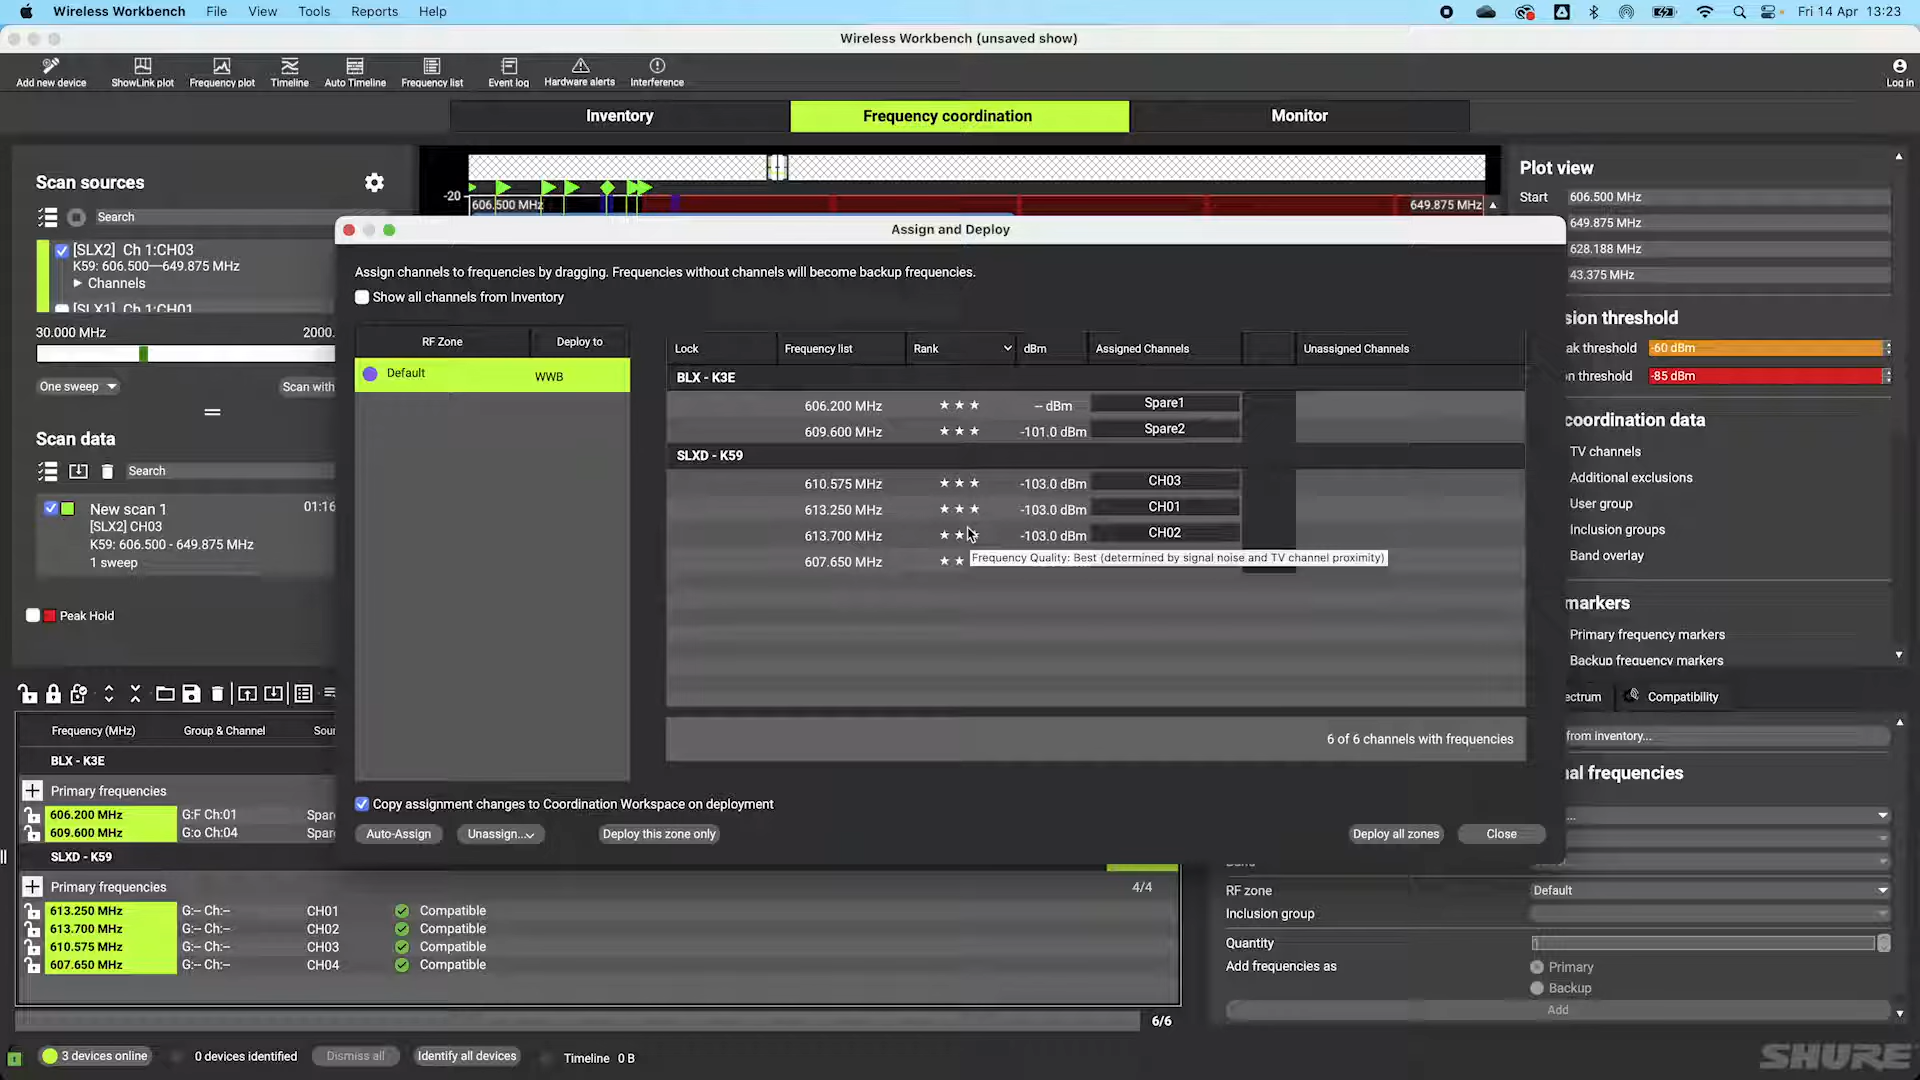 Wireless Workbench File View Tools Reports Help Fri 14 Apr 13:23
Wireless Workbench (unsaved show)
Add new device ShowLink plot Frequency plot Timeline Auto Timeline Frequency list Event log Hardware alerts Interference Log in
Inventory Frequency coordination Monitor
Scan sources
Search
[SLX2] Ch 1:CH03
K59: 606.500—649.875 MHz
Channels
[SLX1] Ch 1:CH01
30.000 MHz 2000.
One sweep Scan with
Scan data
Search
New scan 1 01:16
[SLX2] CH03
K59: 606.500 - 649.875 MHz
1 sweep
Peak Hold
-20
606.500 MHz 649.875 MHz
Plot view
Start 606.500 MHz
649.875 MHz
628.188 MHz
43.375 MHz
sion threshold
ak threshold -60 dBm
n threshold -85 dBm
coordination data
TV channels
Additional exclusions
User group
Inclusion groups
Band overlay
markers
Primary frequency markers
Backup frequency markers
ectrum Compatibility
from inventory...
al frequencies
...
RF zone Default
Inclusion group
Quantity 1
Add frequencies as Primary
Backup
Add
Assign and Deploy
Assign channels to frequencies by dragging. Frequencies without channels will become backup frequencies.
Show all channels from Inventory
RF Zone Deploy to
Default WWB
Lock Frequency list Rank dBm Assigned Channels Unassigned Channels
BLX - K3E
606.200 MHz ★ ★ ★ -- dBm Spare1
609.600 MHz ★ ★ ★ -101.0 dBm Spare2
SLXD - K59
610.575 MHz ★ ★ ★ -103.0 dBm CH03
613.250 MHz ★ ★ ★ -103.0 dBm CH01
613.700 MHz ★ ★ ★ -103.0 dBm CH02
607.650 MHz ★ ★
Frequency Quality: Best (determined by signal noise and TV channel proximity)
6 of 6 channels with frequencies
Copy assignment changes to Coordination Workspace on deployment
Auto-Assign Unassign... Deploy this zone only Deploy all zones Close
Frequency (MHz) Group & Channel Sour
BLX - K3E
Primary frequencies
606.200 MHz G:F Ch:01 Spar
609.600 MHz G:o Ch:04 Spar
SLXD - K59
Primary frequencies 4/4
613.250 MHz G:-- Ch:-- CH01 Compatible
613.700 MHz G:-- Ch:-- CH02 Compatible
610.575 MHz G:-- Ch:-- CH03 Compatible
607.650 MHz G:-- Ch:-- CH04 Compatible
6/6
3 devices online 0 devices identified Dismiss all Identify all devices Timeline 0 B
SHURE